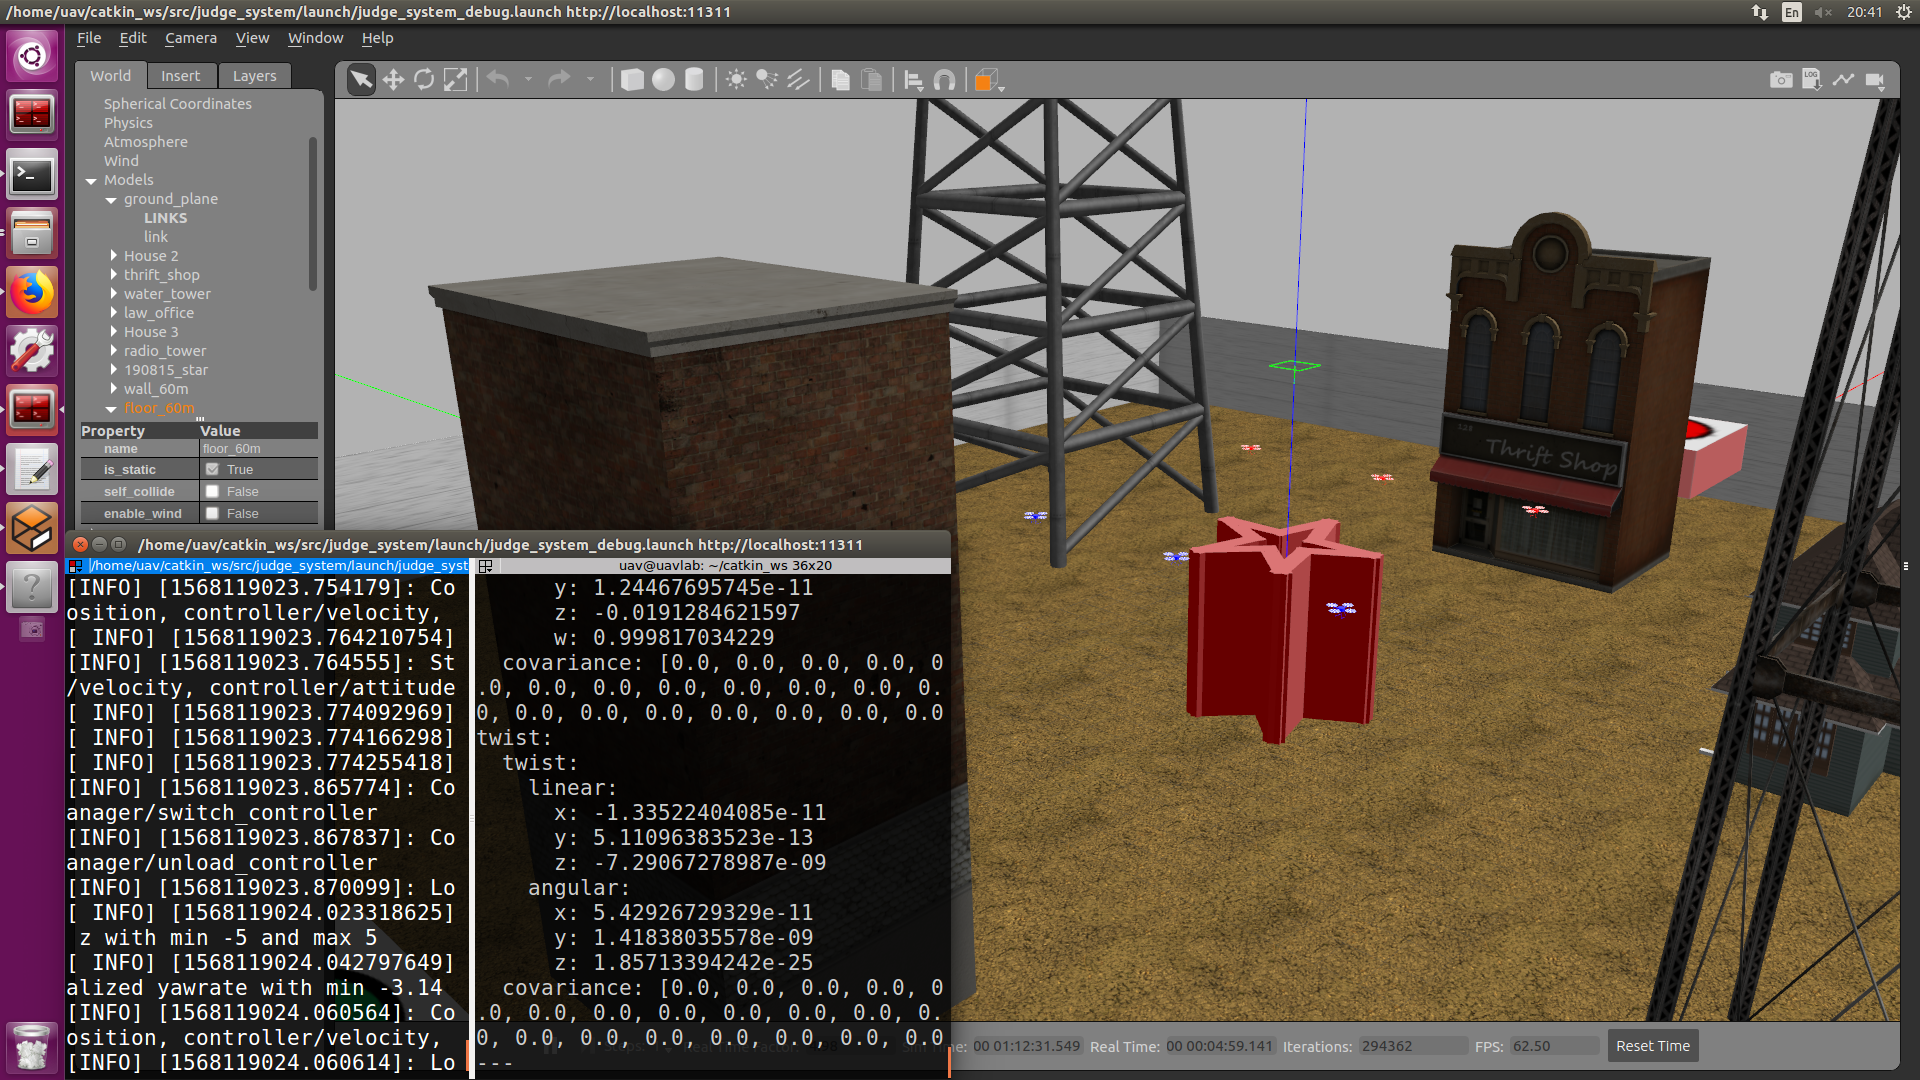 /home/uav/catkin_ws/src/judge_system/launch/judge_system_debug.launch http://localhost:11311
En
20:41
File Edit Camera View Window Help
World Insert Layers
Spherical Coordinates
Physics
Atmosphere
Wind
Models
ground_plane
LINKS
link
House 2
thrift_shop
water_tower
law_office
House 3
radio_tower
190815_star
wall_60m
floor_60m
Property Value
name floor_60m
is_static True
self_collide False
enable_wind False
LOG
128
Thrift Shop
/home/uav/catkin_ws/src/judge_system/launch/judge_system_debug.launch http://localhost:11311
/home/uav/catkin_ws/src/judge_system/launch/judge_syst
[INFO] [1568119023.754179]: Co
osition, controller/velocity,
[ INFO] [1568119023.764210754]
[INFO] [1568119023.764555]: St
/velocity, controller/attitude
[ INFO] [1568119023.774092969]
[ INFO] [1568119023.774166298]
[ INFO] [1568119023.774255418]
[INFO] [1568119023.865774]: Co
anager/switch_controller
[INFO] [1568119023.867837]: Co
anager/unload_controller
[INFO] [1568119023.870099]: Lo
[ INFO] [1568119024.023318625]
z with min -5 and max 5
[ INFO] [1568119024.042797649]
alized yawrate with min -3.14
[INFO] [1568119024.060564]: Co
osition, controller/velocity,
[INFO] [1568119024.060614]: Lo
uav@uavlab: ~/catkin_ws 36x20
y: 1.24467695745e-11
z: -0.0191284621597
w: 0.999817034229
covariance: [0.0, 0.0, 0.0, 0.0, 0
.0, 0.0, 0.0, 0.0, 0.0, 0.0, 0.0, 0.
0, 0.0, 0.0, 0.0, 0.0, 0.0, 0.0, 0.0
twist:
twist:
linear:
x: -1.33522404085e-11
y: 5.11096383523e-13
z: -7.29067278987e-09
angular:
x: 5.42926729329e-11
y: 1.41838035578e-09
z: 1.85713394242e-25
covariance: [0.0, 0.0, 0.0, 0.0, 0
.0, 0.0, 0.0, 0.0, 0.0, 0.0, 0.0, 0.
0, 0.0, 0.0, 0.0, 0.0, 0.0, 0.0, 0.0
---
00 01:12:31.549 Real Time: 00 00:04:59.141 Iterations: 294362 FPS: 62.50 Reset Time